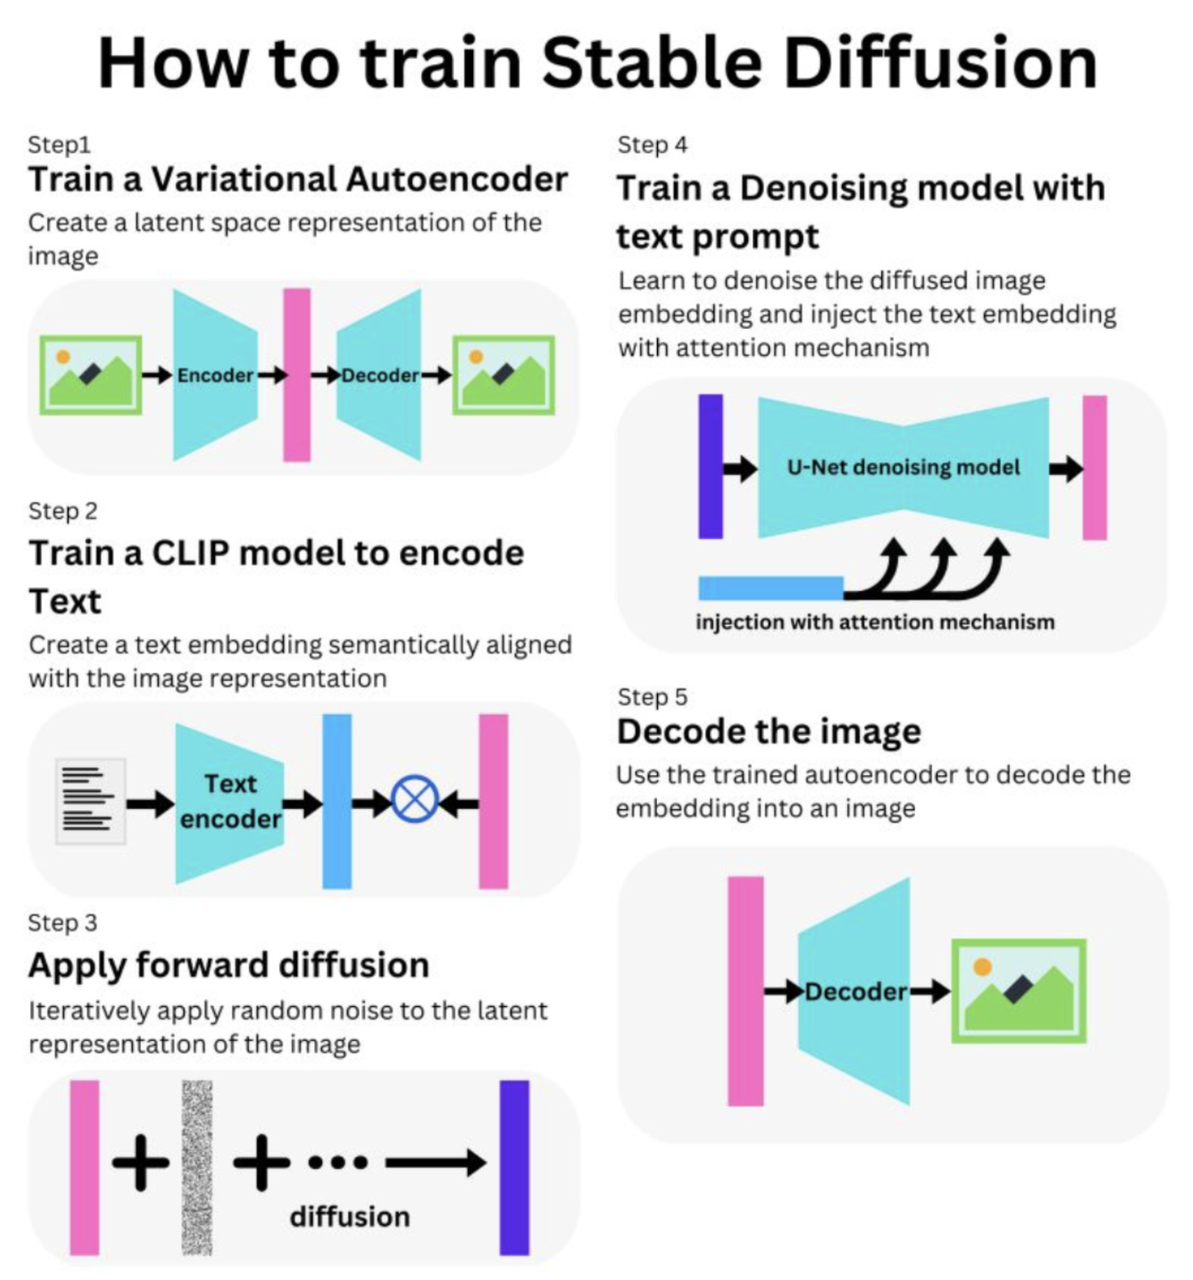 How to train Stable Diffusion
Step1
Train a Variational Autoencoder
Create a latent space representation of the
image
Encoder
Decoder
Step 2
Train a CLIP model to encode
Text
Create a text embedding semantically aligned
with the image representation
Text
encoder
Step 3
Apply forward diffusion
Iteratively apply random noise to the latent
representation of the image
diffusion
Step 4
Train a Denoising model with
text prompt
Learn to denoise the diffused image
embedding and inject the text embedding
with attention mechanism
U-Net denoising model
injection with attention mechanism
Step 5
Decode the image
Use the trained autoencoder to decode the
embedding into an image
Decoder